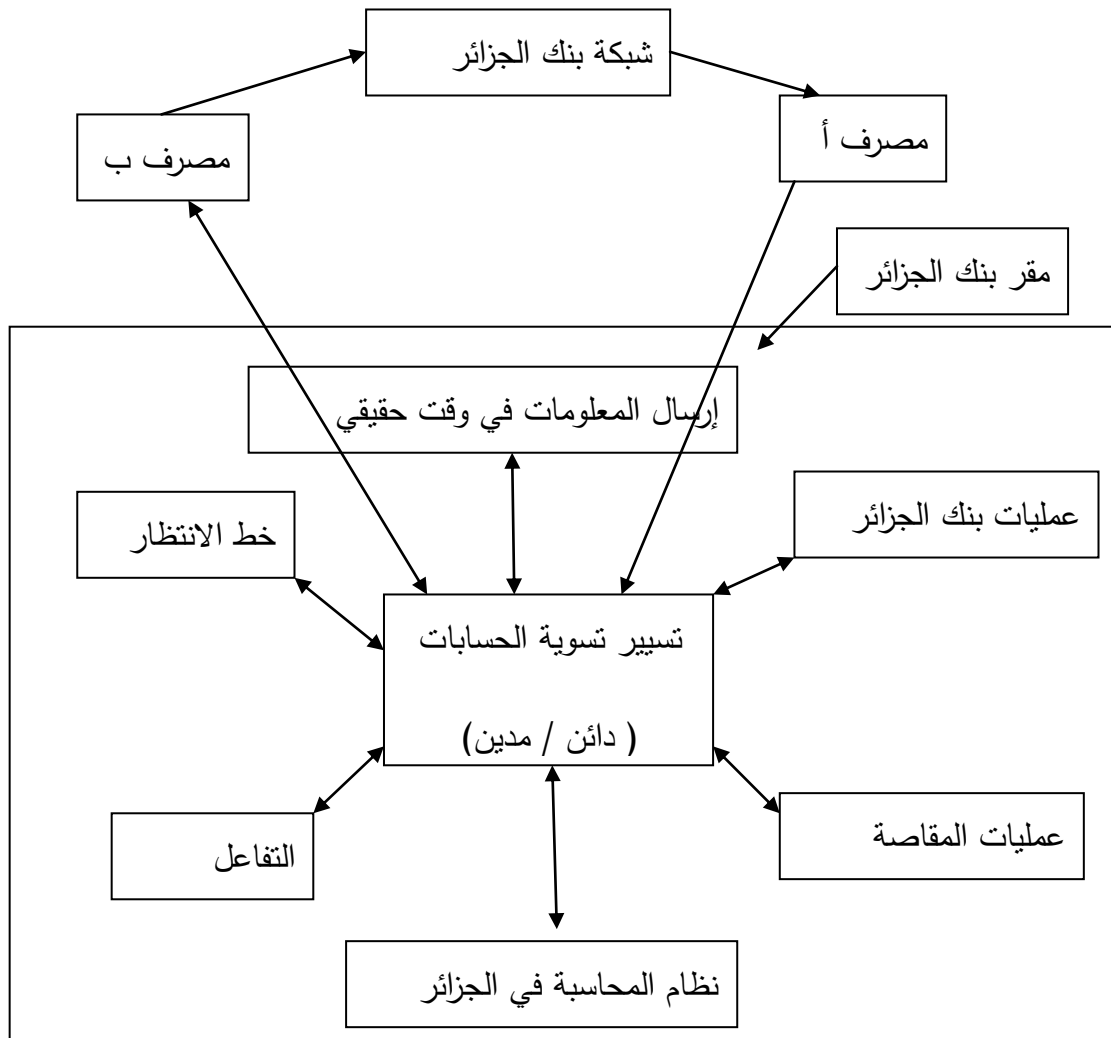 شبكة بنك الجزائر
مصرف أ
مصرف ب
مقر بنك الجزائر
إرسال المعلومات في وقت حقيقي
عمليات بنك الجزائر
خط الانتظار
تسيير تسوية الحسابات
( دائن / مدين)
عمليات المقاصة
التفاعل
نظام المحاسبة في الجزائر